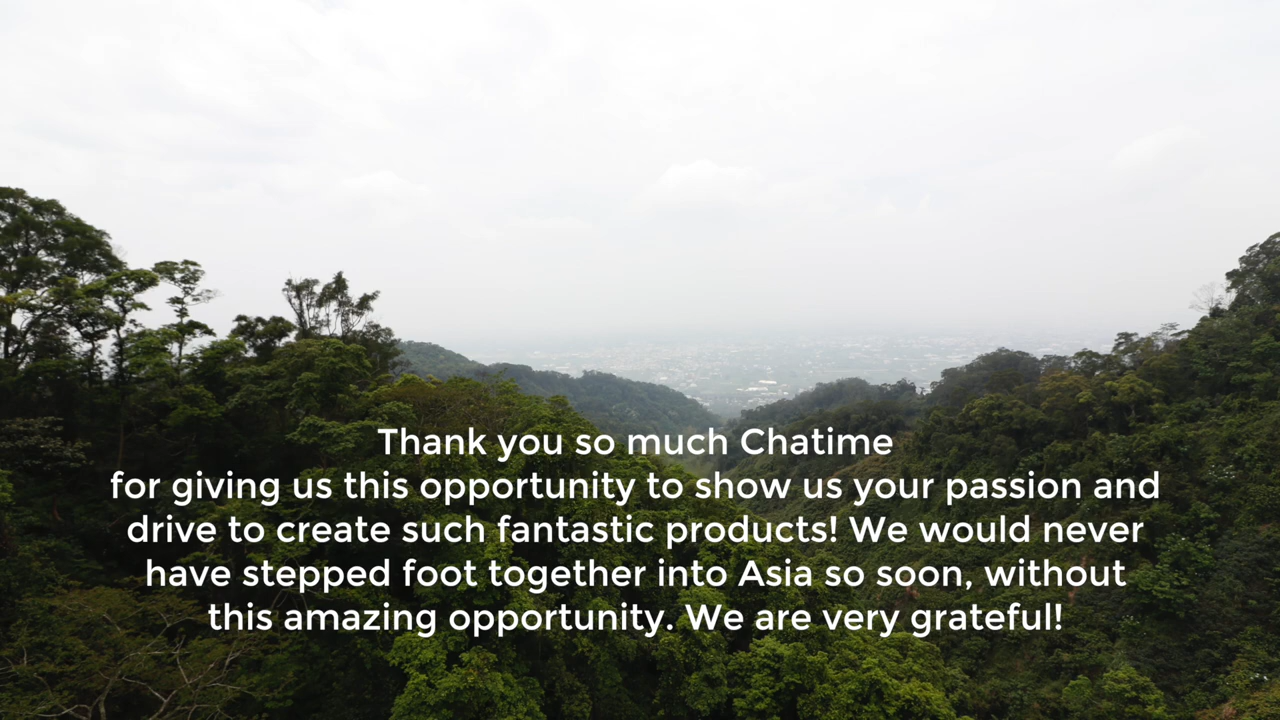 Thank you so much Chatime
for giving us this opportunity to show us your passion and
drive to create such fantastic products! We would never
have stepped foot together into Asia so soon, without
this amazing opportunity. We are very grateful!